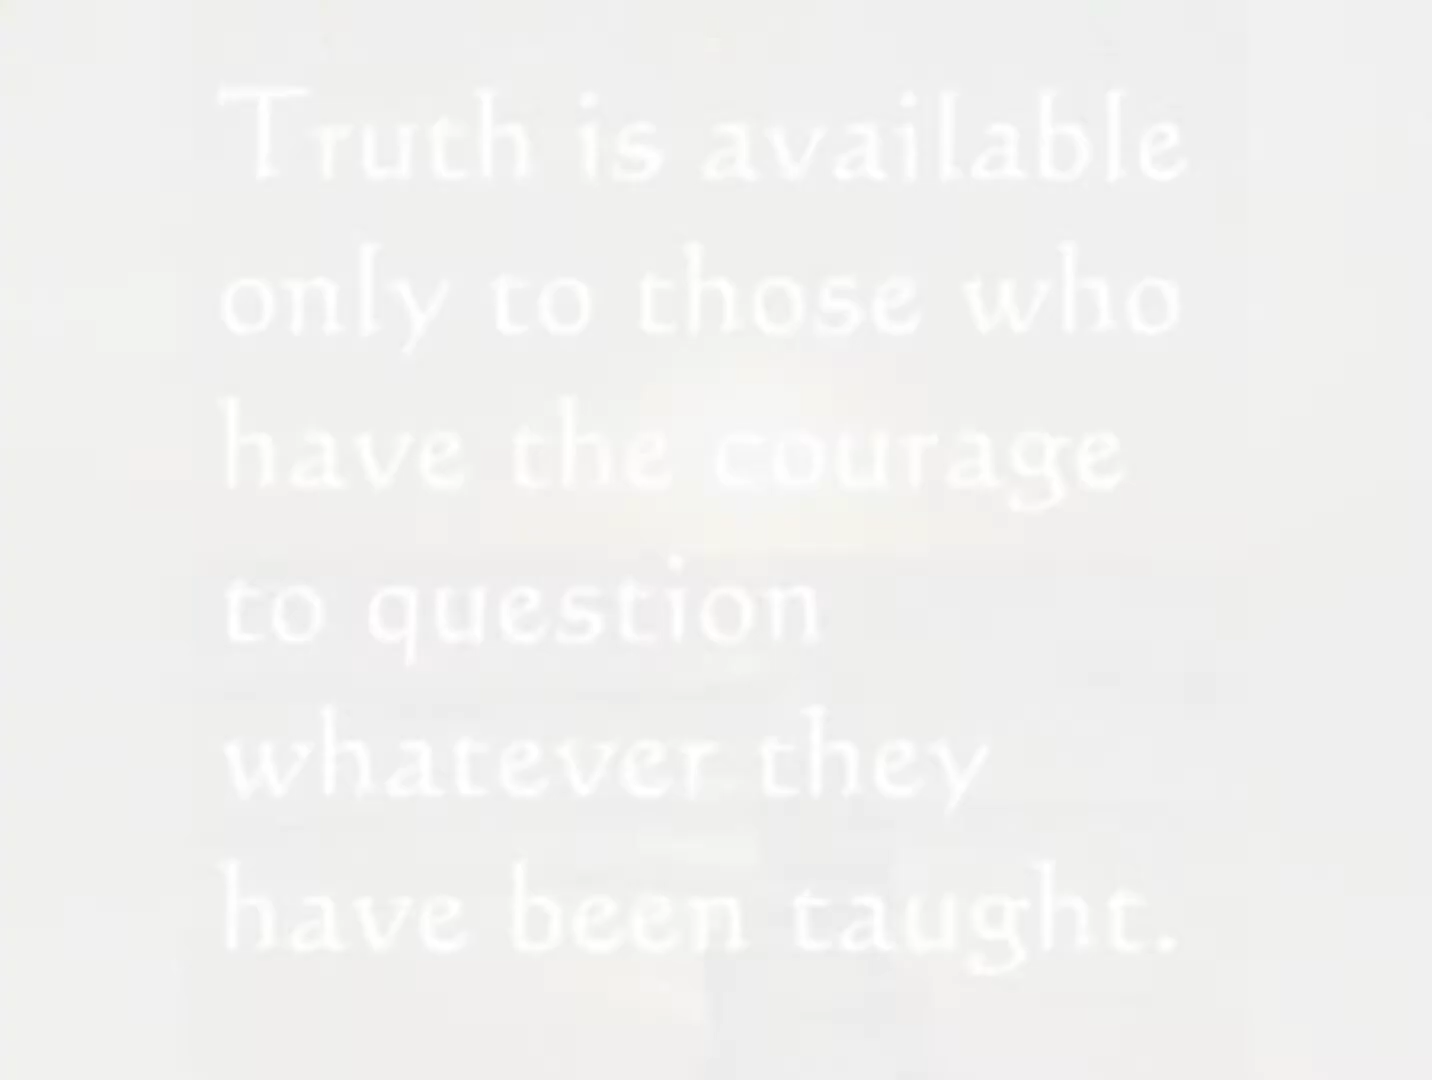 Truth is available
only to those who
have the courage
to question
whatever they
have been taught.